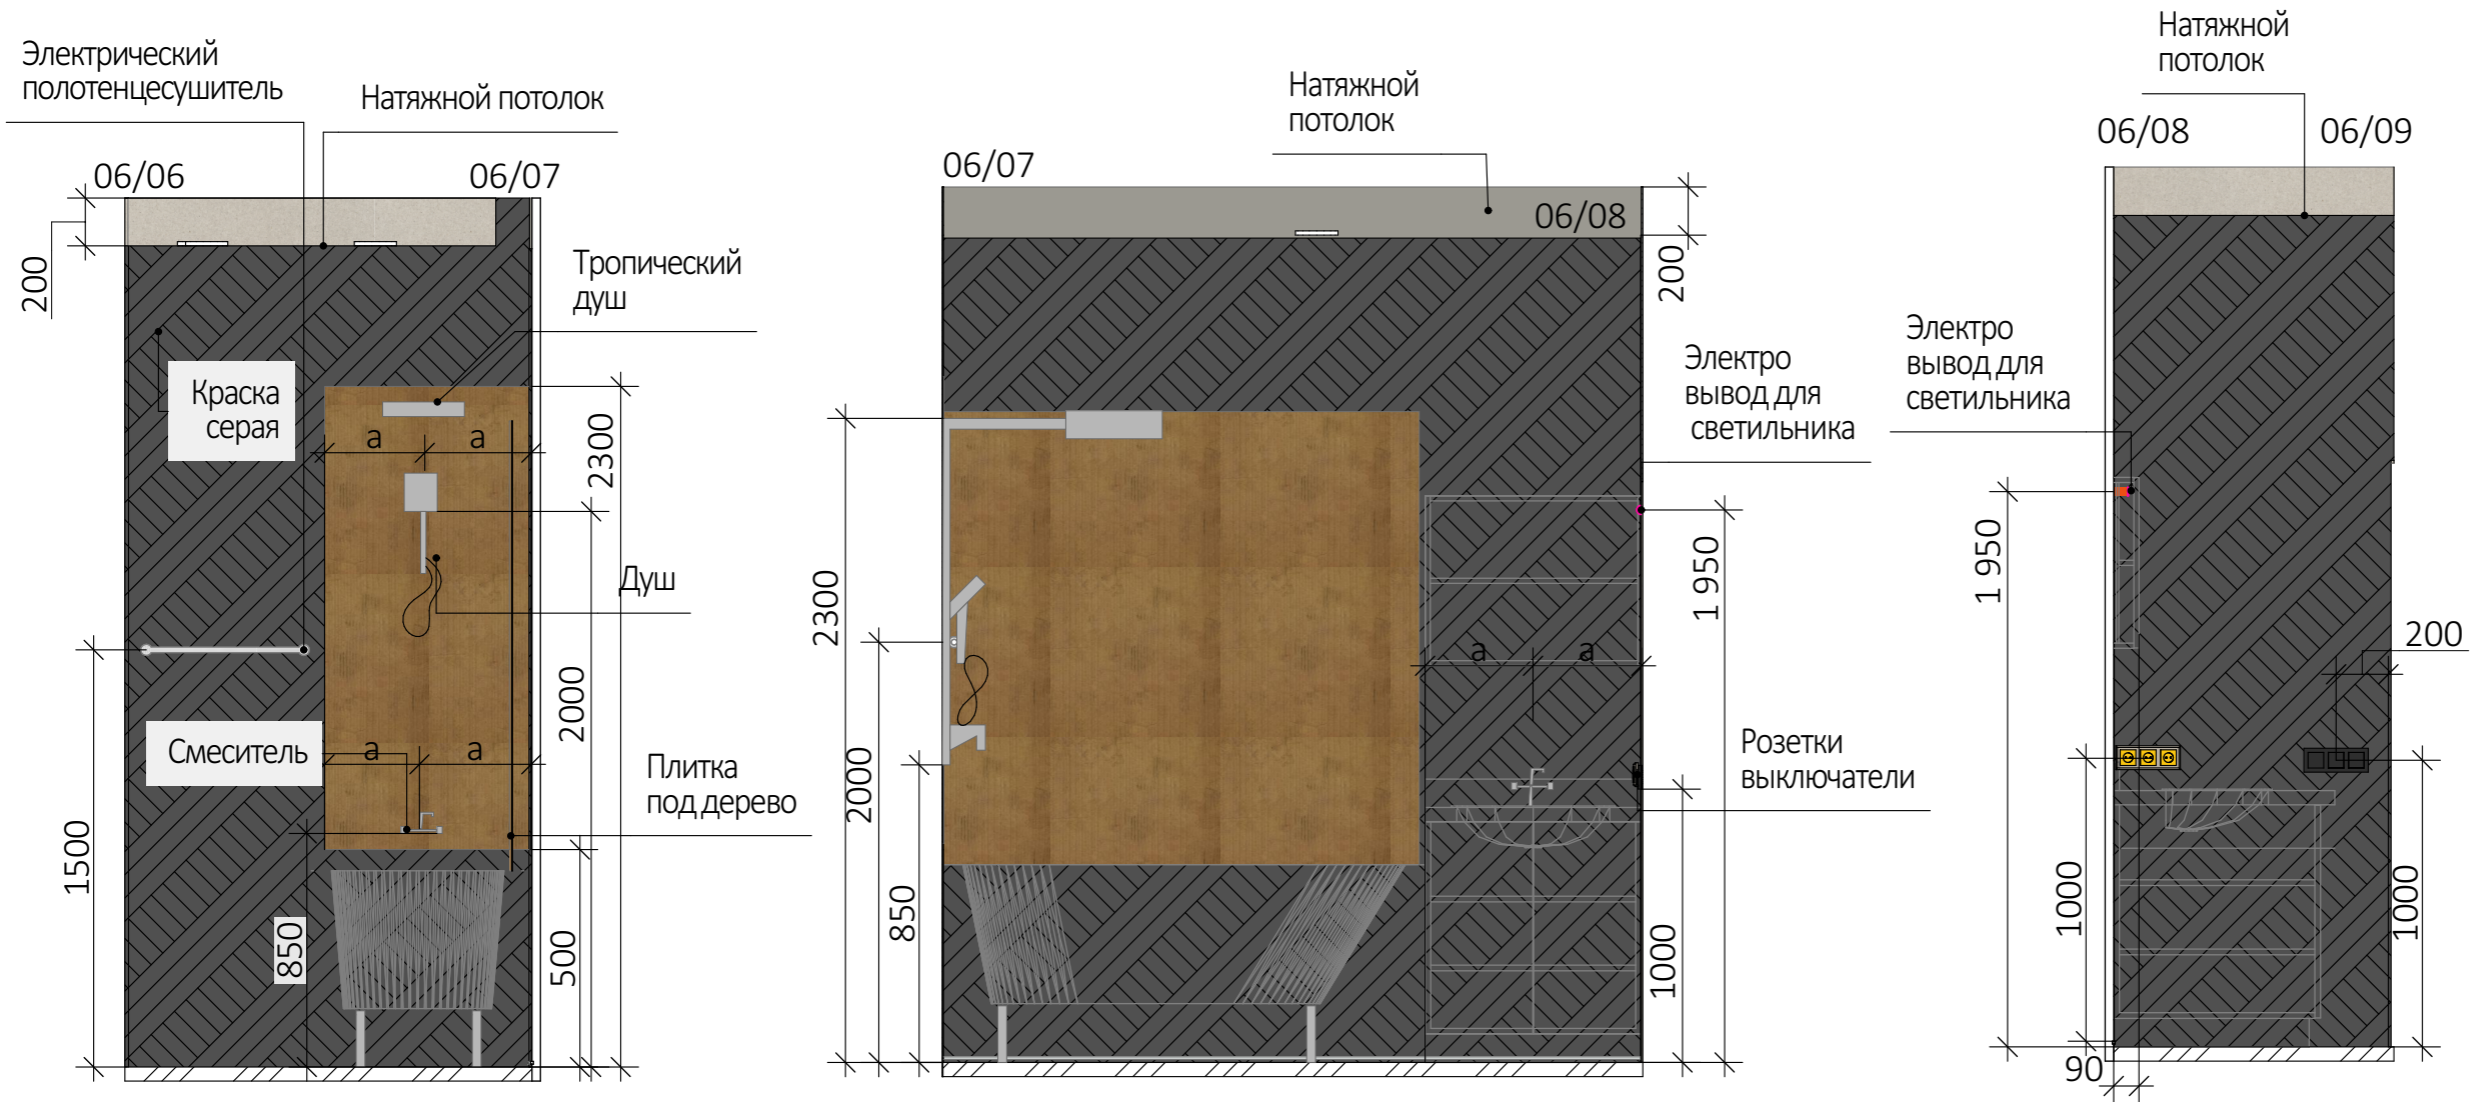 Электрический
полотенцесушитель
Натяжной потолок
06/06
06/07
200
Тропический
душ
Краска
серая
a
a
2300
Душ
2000
Смеситель
a
a
Плитка
под дерево
1500
850
500
Натяжной
потолок
06/07
06/08
200
Электро
вывод для
светильника
2300
1 950
a
a
2000
Розетки
выключатели
850
1000
Натяжной
потолок
06/08
06/09
Электро
вывод для
светильника
1 950
200
1000
1000
90